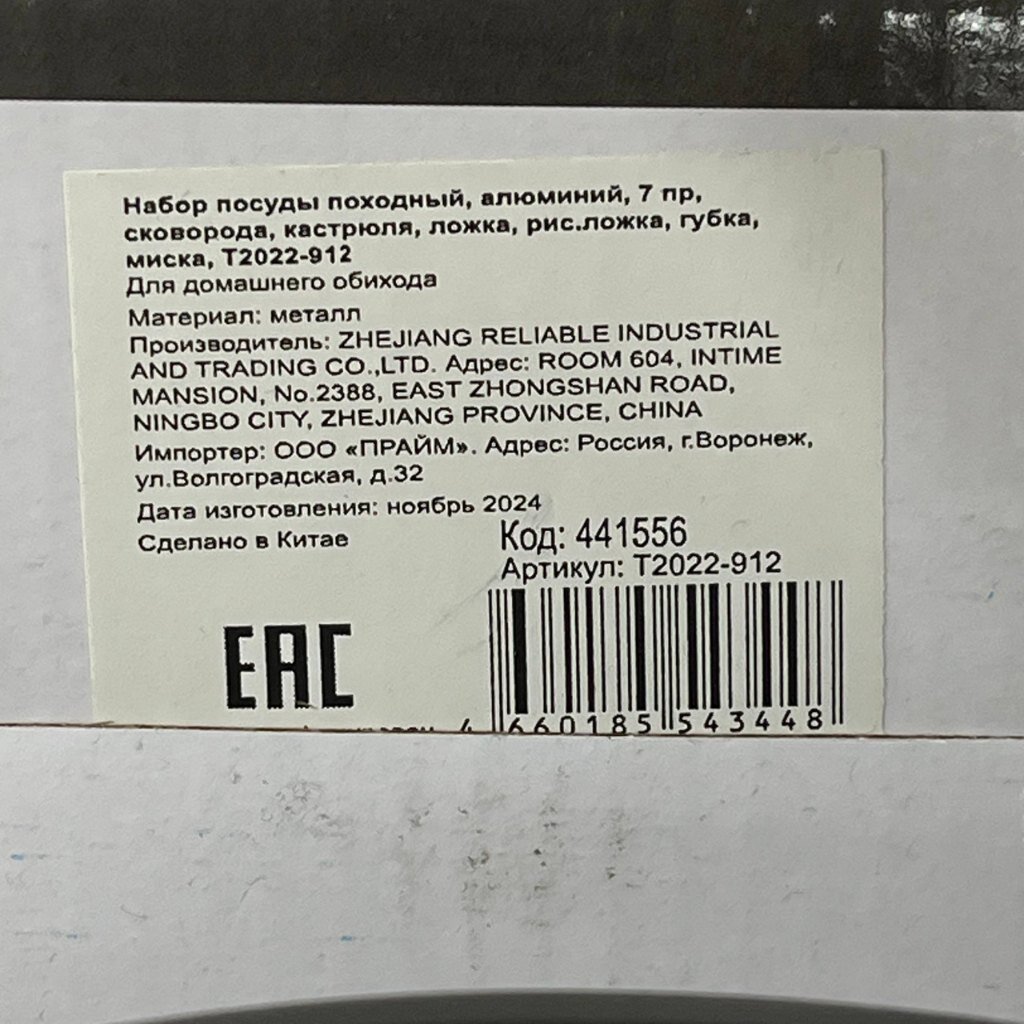 Набор посуды походный, алюминий, 7 пр,
сковорода, кастрюля, ложка, рис.ложка, губка,
миска, T2022-912
Для домашнего обихода
Материал: металл
Производитель: ZHEJIANG RELIABLE INDUSTRIAL
AND TRADING CO.,LTD. Адрес: ROOM 604, INTIME
MANSION, No.2388, EAST ZHONGSHAN ROAD,
NINGBO CITY, ZHEJIANG PROVINCE, CHINA
Импортер: ООО «ПРАЙМ». Адрес: Россия, г.Воронеж,
ул.Волгоградская, д.32
Дата изготовления: ноябрь 2024
Сделано в Китае
Код: 441556
Артикул: T2022-912
EAC
4 660185 543448